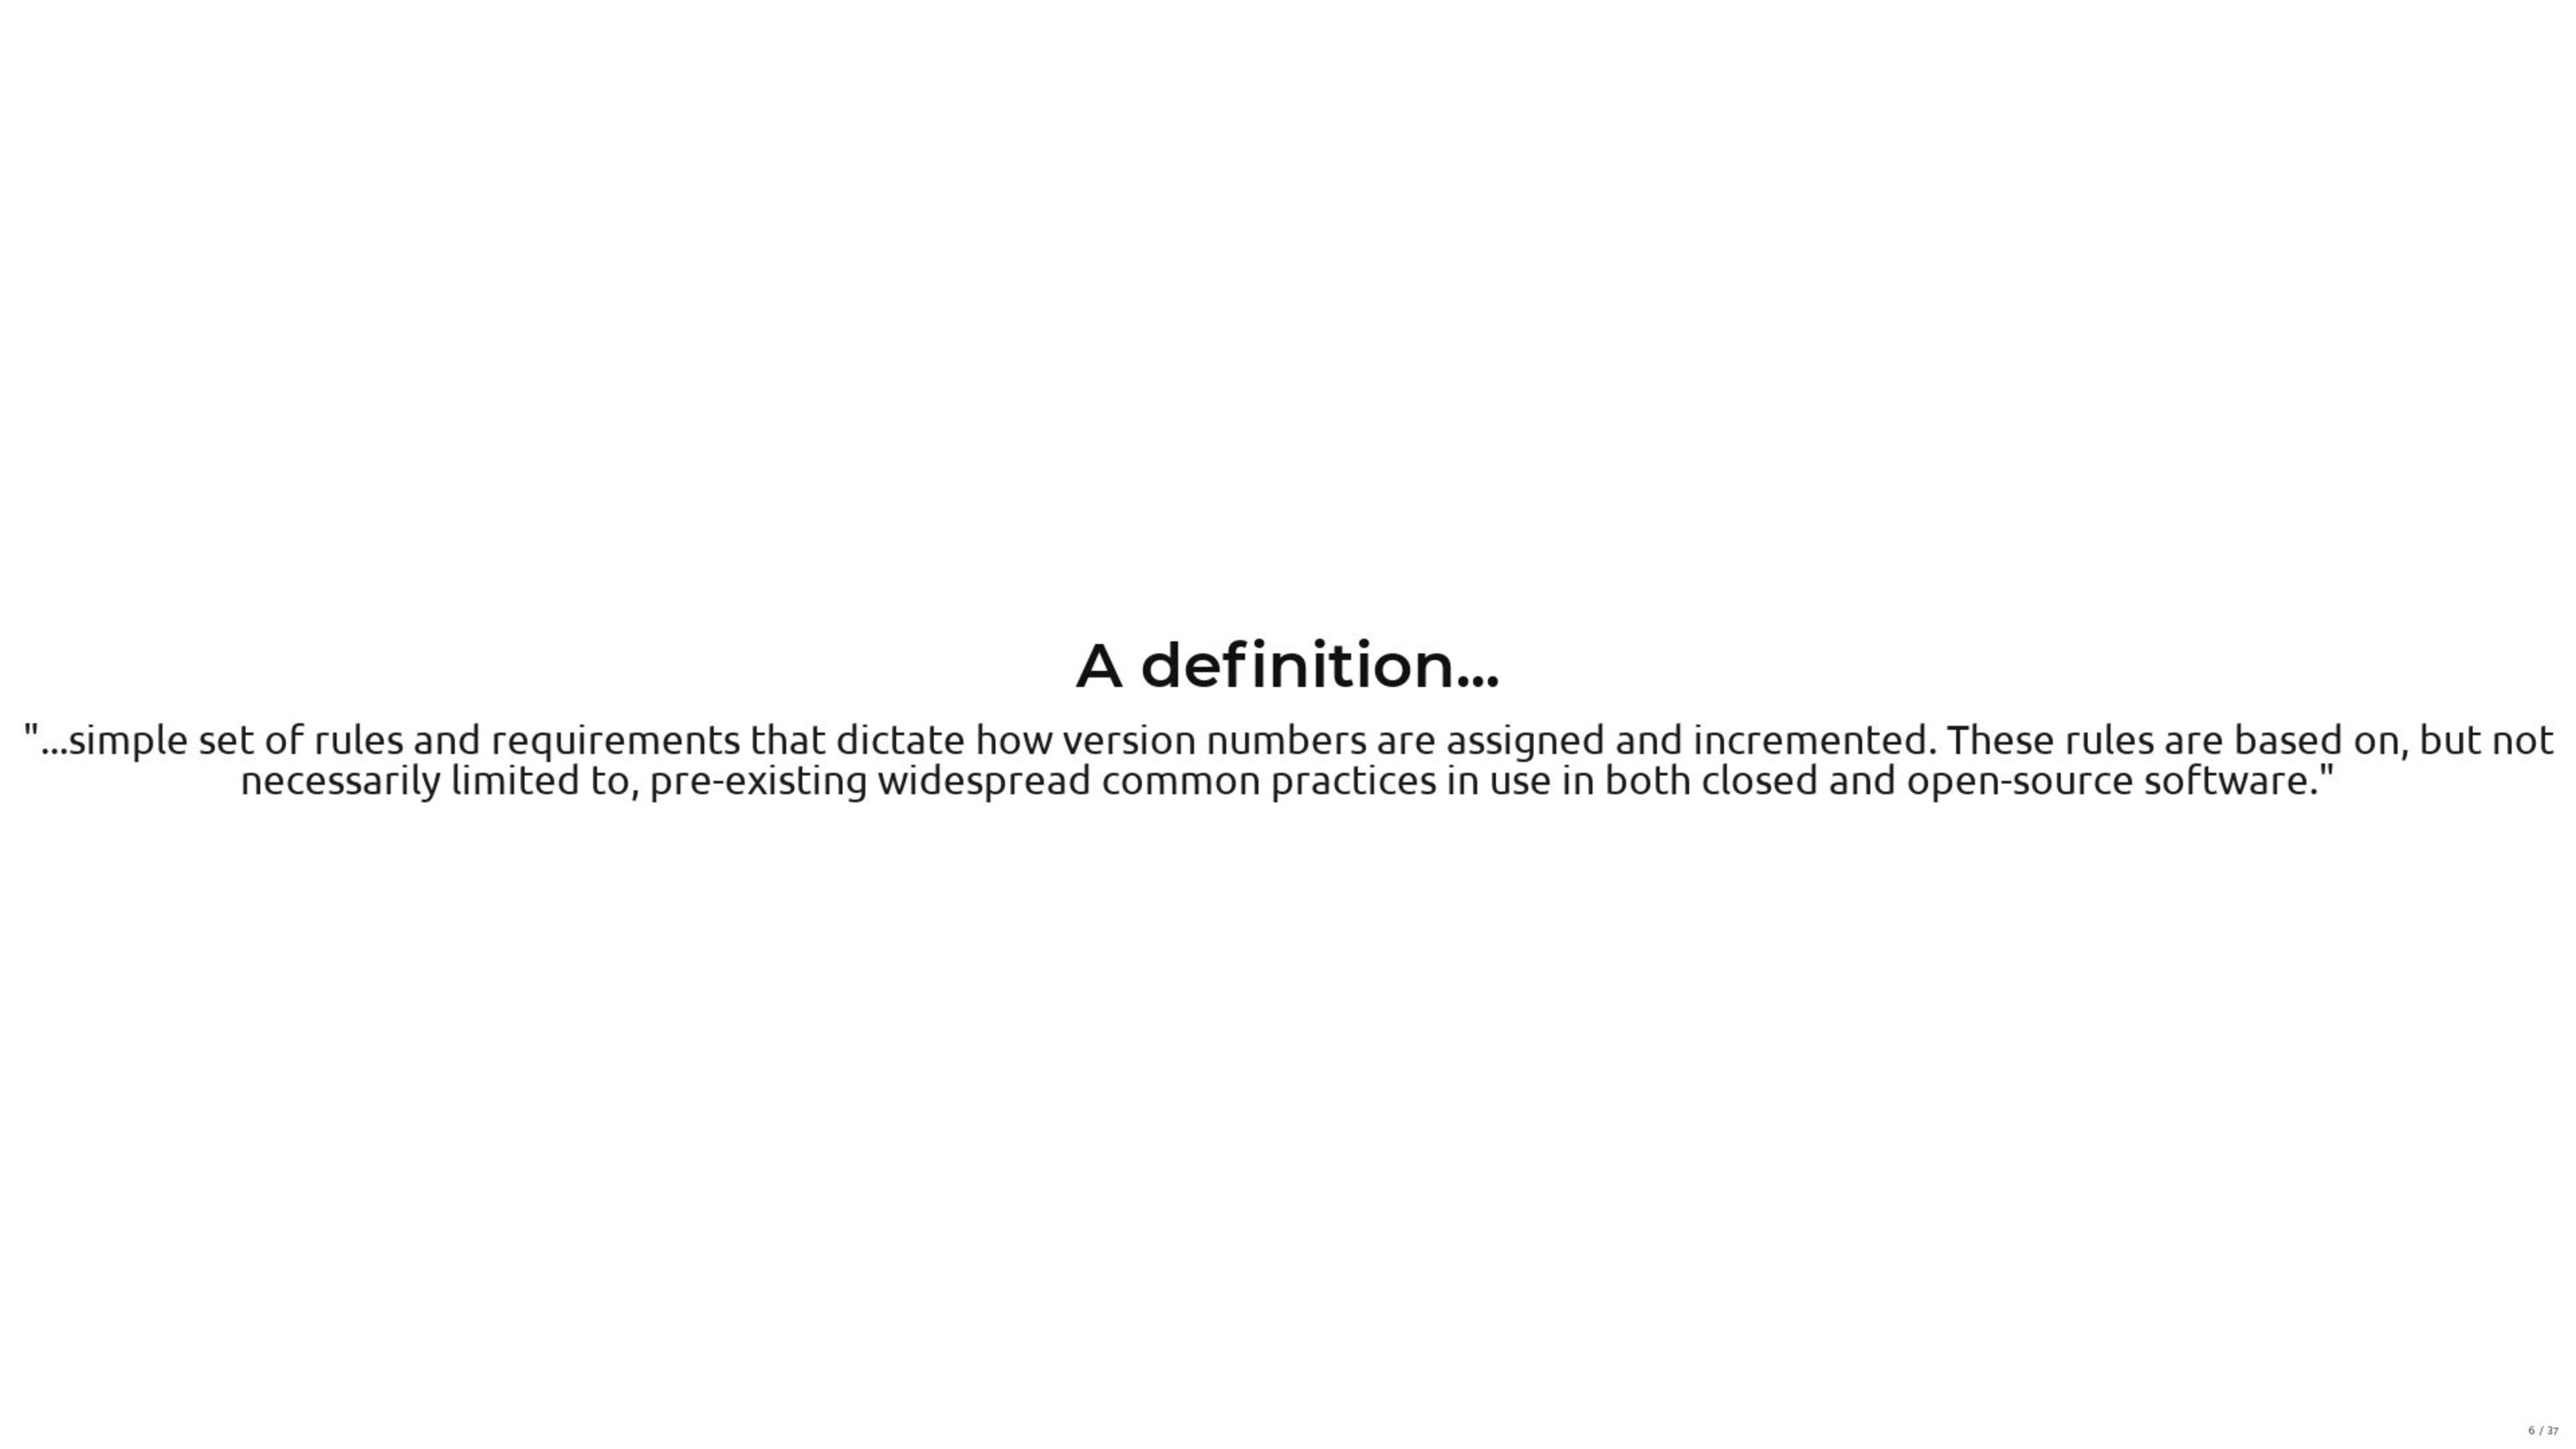 A definition...
"...simple set of rules and requirements that dictate how version numbers are assigned and incremented. These rules are based on, but not
necessarily limited to, pre-existing widespread common practices in use in both closed and open-source software."
6 / 37